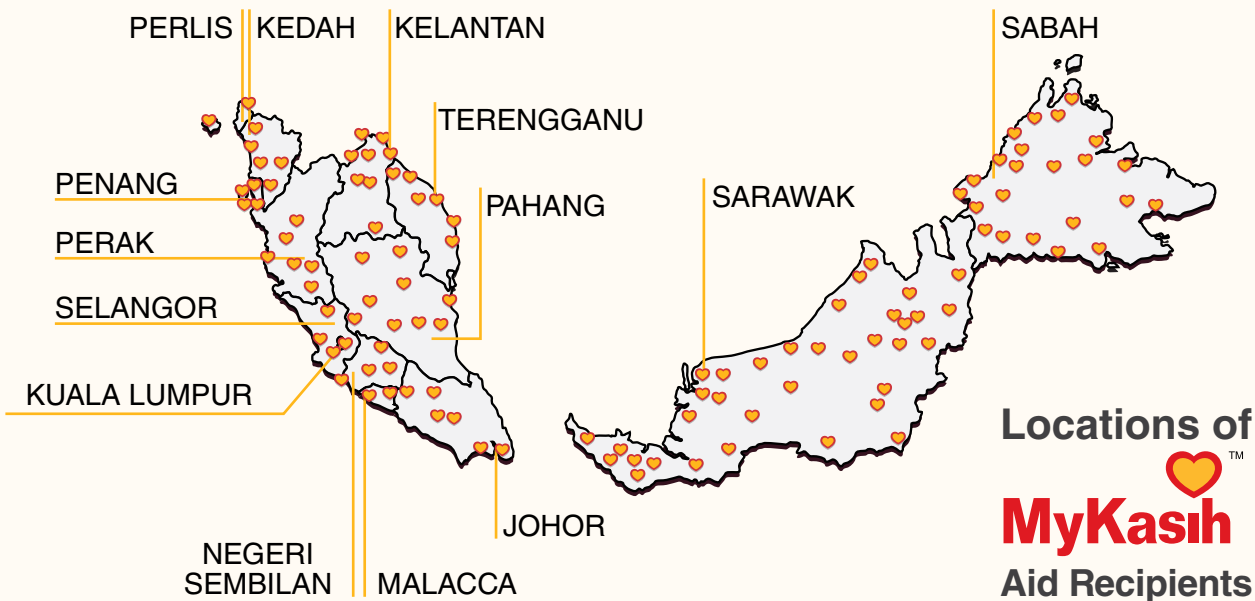 PERLIS
KEDAH
KELANTAN
SABAH
TERENGGANU
PENANG
PAHANG
SARAWAK
PERAK
SELANGOR
KUALA LUMPUR
JOHOR
NEGERI
SEMBILAN
MALACCA
Locations of
™
MyKasih
Aid Recipients